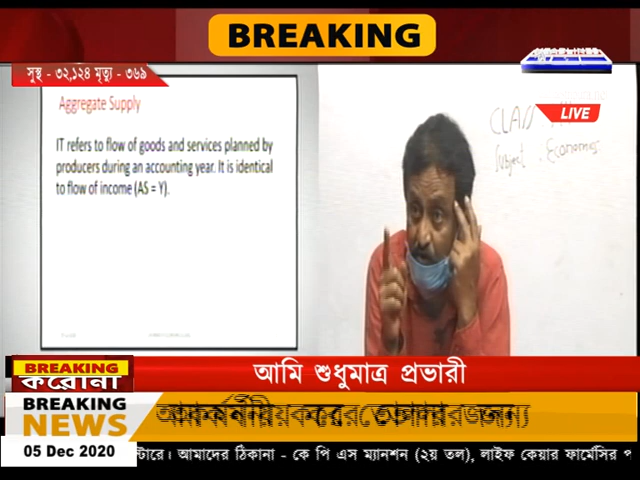 BREAKING
HEADLINES
সুস্থ - ৩২,১২৪ মৃত্যু - ৩৬৯
LIVE
Aggregate Supply
IT refers to flow of goods and services planned by
producers during an accounting year. It is identical
to flow of income (AS = Y).
CLASS
Subject : Economics
BREAKING
করোনা
আমি শুধুমাত্র প্রভারী
BREAKING
NEWS
05 Dec 2020
স্টারে। আমাদের ঠিকানা - কে পি এস ম্যানশন (২য় তল), লাইফ কেয়ার ফার্মেসির প